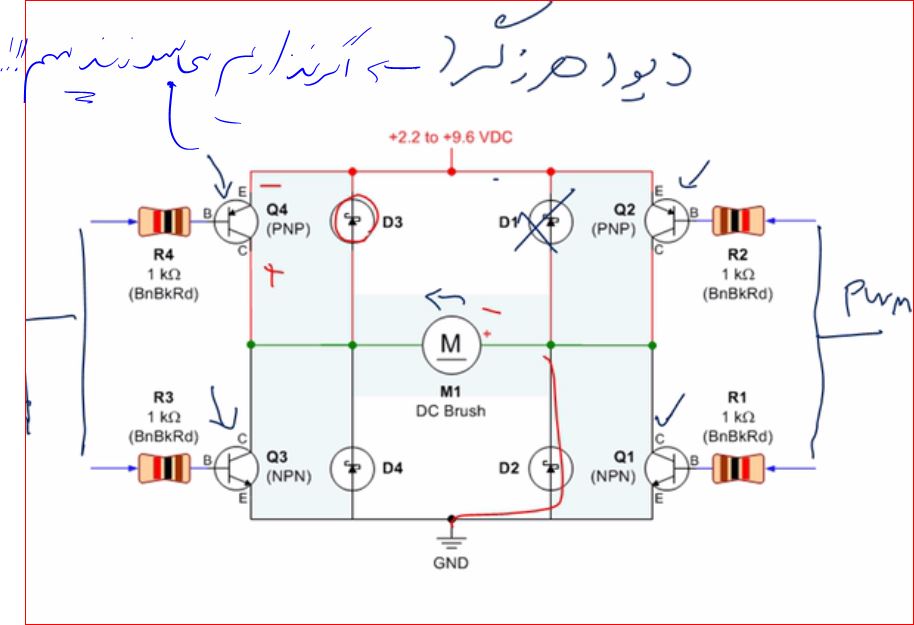 دیود هرزگرد → اگر نذاریم می سوزند !!!
+2.2 to +9.6 VDC
E
B
C
Q4
(PNP)
D3
D1
Q2
(PNP)
E
B
C
R4
1 kΩ
(BnBkRd)
R2
1 kΩ
(BnBkRd)
PWM
−
+
−
+
M
M1
DC Brush
R3
1 kΩ
(BnBkRd)
R1
1 kΩ
(BnBkRd)
C
B
E
Q3
(NPN)
D4
D2
Q1
(NPN)
C
B
E
GND